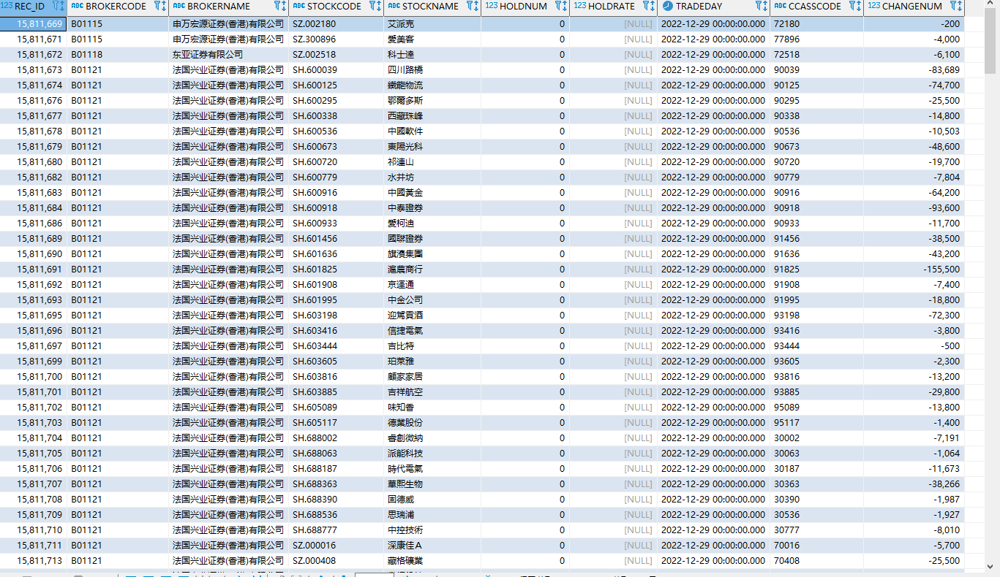 123 REC_ID ABC BROKERCODE ABC BROKERNAME ABC STOCKCODE ABC STOCKNAME 123 HOLDNUM 123 HOLDRATE TRADEDAY ABC CCASSCODE 123 CHANGENUM
15,811,669 B01115 申万宏源证券(香港)有限公司 SZ.002180 艾派克 0 [NULL] 2022-12-29 00:00:00.000 72180 -200
15,811,671 B01115 申万宏源证券(香港)有限公司 SZ.300896 愛美客 0 [NULL] 2022-12-29 00:00:00.000 77896 -4,000
15,811,672 B01118 东亚证券有限公司 SZ.002518 科士達 0 [NULL] 2022-12-29 00:00:00.000 72518 -6,100
15,811,673 B01121 法国兴业证券(香港)有限公司 SH.600039 四川路橋 0 [NULL] 2022-12-29 00:00:00.000 90039 -83,689
15,811,674 B01121 法国兴业证券(香港)有限公司 SH.600125 鐵龍物流 0 [NULL] 2022-12-29 00:00:00.000 90125 -74,700
15,811,676 B01121 法国兴业证券(香港)有限公司 SH.600295 鄂爾多斯 0 [NULL] 2022-12-29 00:00:00.000 90295 -25,500
15,811,677 B01121 法国兴业证券(香港)有限公司 SH.600338 西藏珠峰 0 [NULL] 2022-12-29 00:00:00.000 90338 -14,800
15,811,678 B01121 法国兴业证券(香港)有限公司 SH.600536 中國軟件 0 [NULL] 2022-12-29 00:00:00.000 90536 -10,503
15,811,679 B01121 法国兴业证券(香港)有限公司 SH.600673 東陽光科 0 [NULL] 2022-12-29 00:00:00.000 90673 -48,600
15,811,680 B01121 法国兴业证券(香港)有限公司 SH.600720 祁連山 0 [NULL] 2022-12-29 00:00:00.000 90720 -19,700
15,811,682 B01121 法国兴业证券(香港)有限公司 SH.600779 水井坊 0 [NULL] 2022-12-29 00:00:00.000 90779 -7,804
15,811,683 B01121 法国兴业证券(香港)有限公司 SH.600916 中國黃金 0 [NULL] 2022-12-29 00:00:00.000 90916 -64,200
15,811,684 B01121 法国兴业证券(香港)有限公司 SH.600918 中泰證券 0 [NULL] 2022-12-29 00:00:00.000 90918 -93,600
15,811,686 B01121 法国兴业证券(香港)有限公司 SH.600933 愛柯迪 0 [NULL] 2022-12-29 00:00:00.000 90933 -11,700
15,811,689 B01121 法国兴业证券(香港)有限公司 SH.601456 國聯證券 0 [NULL] 2022-12-29 00:00:00.000 91456 -38,500
15,811,690 B01121 法国兴业证券(香港)有限公司 SH.601636 旗濱集團 0 [NULL] 2022-12-29 00:00:00.000 91636 -43,200
15,811,691 B01121 法国兴业证券(香港)有限公司 SH.601825 滬農商行 0 [NULL] 2022-12-29 00:00:00.000 91825 -155,500
15,811,692 B01121 法国兴业证券(香港)有限公司 SH.601908 京運通 0 [NULL] 2022-12-29 00:00:00.000 91908 -7,400
15,811,693 B01121 法国兴业证券(香港)有限公司 SH.601995 中金公司 0 [NULL] 2022-12-29 00:00:00.000 91995 -18,800
15,811,695 B01121 法国兴业证券(香港)有限公司 SH.603198 迎駕貢酒 0 [NULL] 2022-12-29 00:00:00.000 93198 -72,300
15,811,696 B01121 法国兴业证券(香港)有限公司 SH.603416 信捷電氣 0 [NULL] 2022-12-29 00:00:00.000 93416 -3,800
15,811,697 B01121 法国兴业证券(香港)有限公司 SH.603444 吉比特 0 [NULL] 2022-12-29 00:00:00.000 93444 -500
15,811,699 B01121 法国兴业证券(香港)有限公司 SH.603605 珀萊雅 0 [NULL] 2022-12-29 00:00:00.000 93605 -2,300
15,811,700 B01121 法国兴业证券(香港)有限公司 SH.603816 顧家家居 0 [NULL] 2022-12-29 00:00:00.000 93816 -13,200
15,811,701 B01121 法国兴业证券(香港)有限公司 SH.603885 吉祥航空 0 [NULL] 2022-12-29 00:00:00.000 93885 -29,800
15,811,702 B01121 法国兴业证券(香港)有限公司 SH.605089 味知香 0 [NULL] 2022-12-29 00:00:00.000 95089 -13,800
15,811,703 B01121 法国兴业证券(香港)有限公司 SH.605117 德業股份 0 [NULL] 2022-12-29 00:00:00.000 95117 -1,400
15,811,704 B01121 法国兴业证券(香港)有限公司 SH.688002 睿創微納 0 [NULL] 2022-12-29 00:00:00.000 30002 -7,191
15,811,705 B01121 法国兴业证券(香港)有限公司 SH.688063 派能科技 0 [NULL] 2022-12-29 00:00:00.000 30063 -1,064
15,811,706 B01121 法国兴业证券(香港)有限公司 SH.688187 時代電氣 0 [NULL] 2022-12-29 00:00:00.000 30187 -11,673
15,811,707 B01121 法国兴业证券(香港)有限公司 SH.688363 華熙生物 0 [NULL] 2022-12-29 00:00:00.000 30363 -38,266
15,811,708 B01121 法国兴业证券(香港)有限公司 SH.688390 固德威 0 [NULL] 2022-12-29 00:00:00.000 30390 -1,987
15,811,709 B01121 法国兴业证券(香港)有限公司 SH.688536 思瑞浦 0 [NULL] 2022-12-29 00:00:00.000 30536 -1,927
15,811,710 B01121 法国兴业证券(香港)有限公司 SH.688777 中控技術 0 [NULL] 2022-12-29 00:00:00.000 30777 -8,010
15,811,711 B01121 法国兴业证券(香港)有限公司 SZ.000016 深康佳Ａ 0 [NULL] 2022-12-29 00:00:00.000 70016 -5,700
15,811,713 B01121 法国兴业证券(香港)有限公司 SZ.000408 藏格礦業 0 [NULL] 2022-12-29 00:00:00.000 70408 -25,500